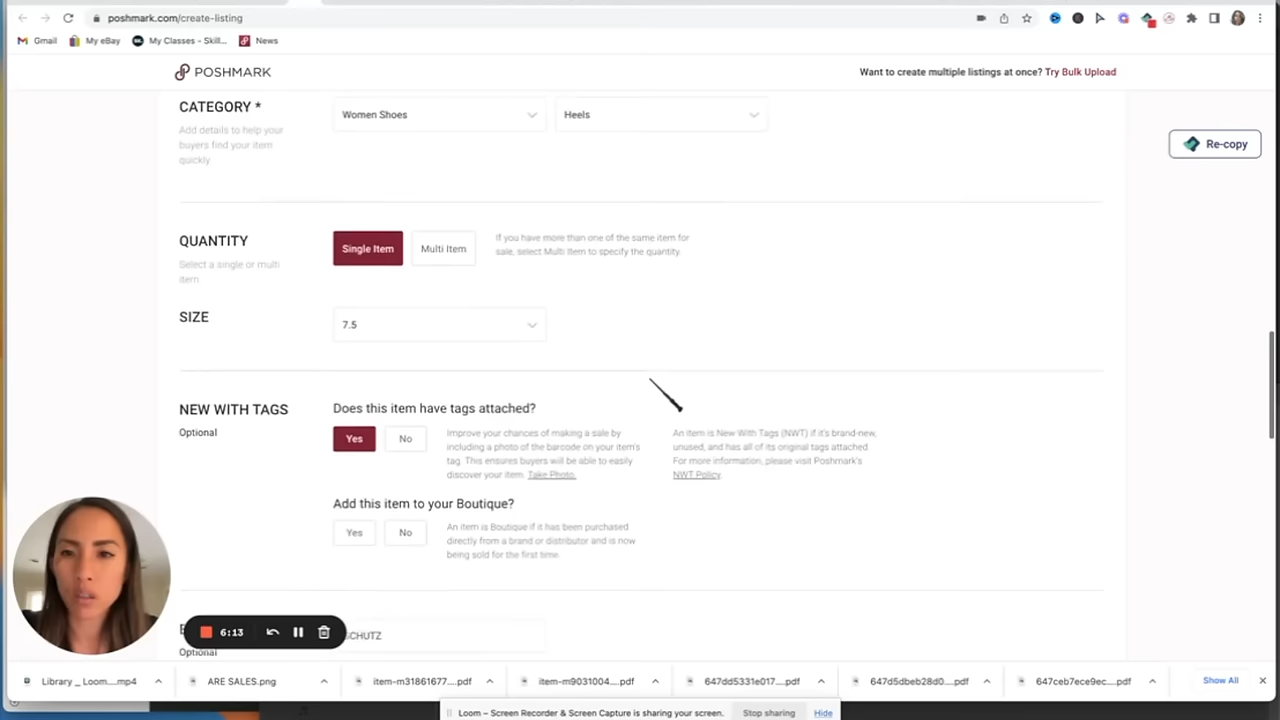 poshmark.com/create-listing
Gmail
My eBay
My Classes - Skill...
News
POSHMARK
Want to create multiple listings at once? Try Bulk Upload
CATEGORY *
Add details to help your
buyers find your item
quickly
Women Shoes
Heels
Re-copy
QUANTITY
Select a single or multi
item
Single Item
Multi Item
If you have more than one of the same item for
sale, select Multi Item to specify the quantity.
SIZE
7.5
NEW WITH TAGS
Optional
Does this item have tags attached?
Yes
No
Improve your chances of making a sale by
including a photo of the barcode on your item's
tag. This ensures buyers will be able to easily
discover your item. Take Photo.
An item is New With Tags (NWT) if it's brand-new,
unused, and has all of its original tags attached.
For more information, please visit Poshmark's
NWT Policy.
Add this item to your Boutique?
Yes
No
An item is Boutique if it has been purchased
directly from a brand or distributor and is now
being sold for the first time.
6:13
CHUTZ
Optional
Library _ Loom....mp4
ARE SALES.png
item-m31861677....pdf
item-m9031004....pdf
647dd5331e017....pdf
647d5dbeb28d0....pdf
647ceb7ece9ec....pdf
Show All
Loom – Screen Recorder & Screen Capture is sharing your screen.
Stop sharing
Hide